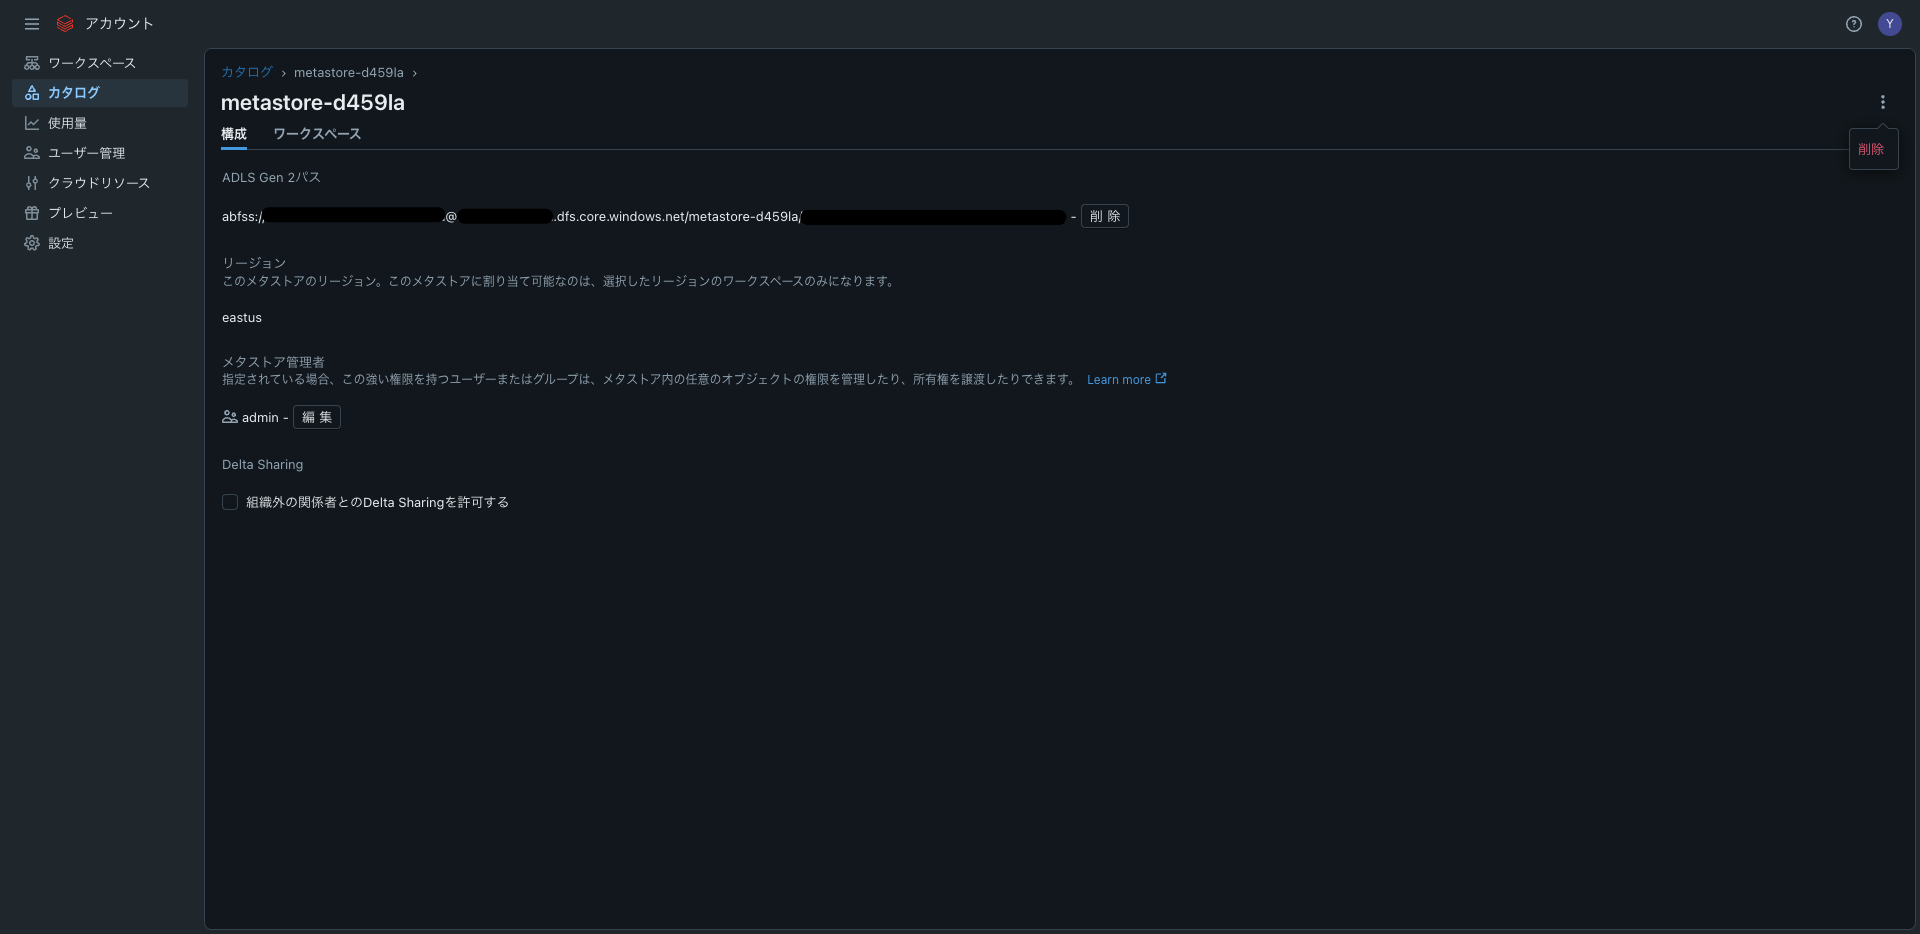 アカウント
Y
ワークスペース
カタログ
使用量
ユーザー管理
クラウドリソース
プレビュー
設定
カタログ › metastore-d459la ›
metastore-d459la
構成 ワークスペース
削除
ADLS Gen 2パス
abfss:/ @ .dfs.core.windows.net/metastore-d459la/ - 削 除
リージョン
このメタストアのリージョン。このメタストアに割り当て可能なのは、選択したリージョンのワークスペースのみになります。
eastus
メタストア管理者
指定されている場合、この強い権限を持つユーザーまたはグループは、メタストア内の任意のオブジェクトの権限を管理したり、所有権を譲渡したりできます。 Learn more
admin - 編 集
Delta Sharing
組織外の関係者とのDelta Sharingを許可する